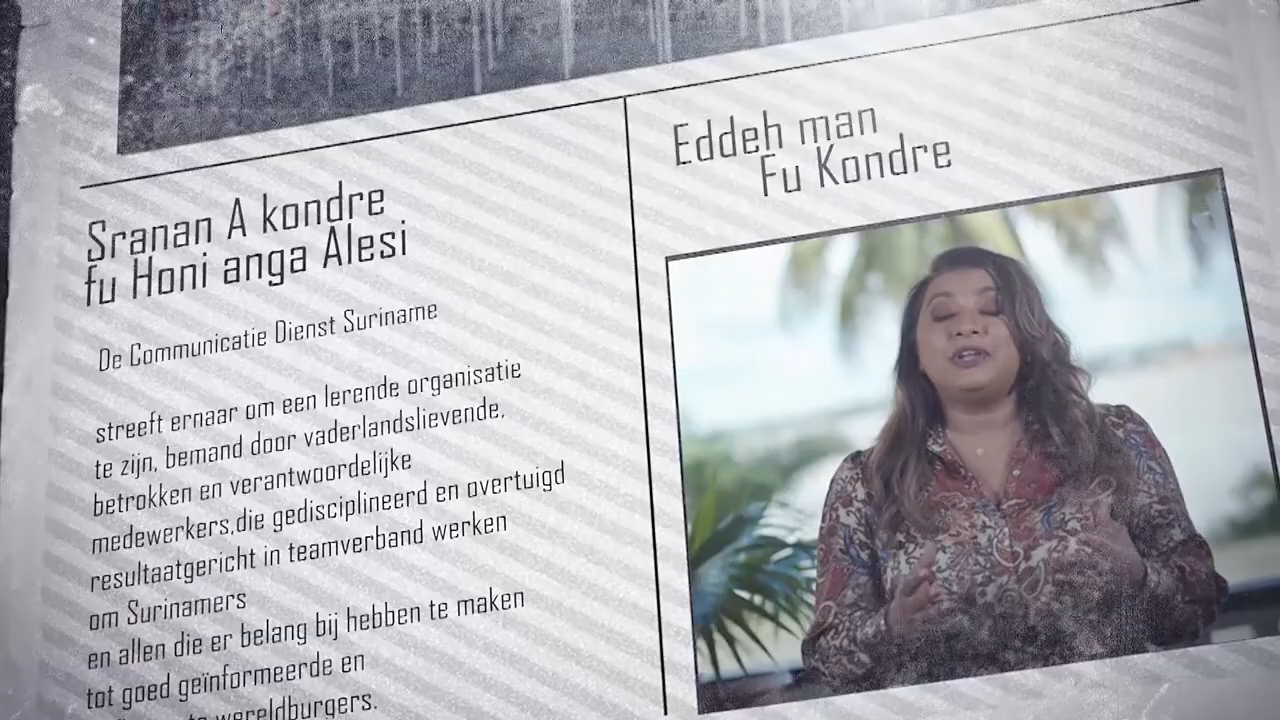 Sranan A kondre
fu Honi anga Alesi
De Communicatie Dienst Suriname
streeft ernaar om een lerende organisatie
te zijn, bemand door vaderlandslievende,
betrokken en verantwoordelijke
medewerkers,die gedisciplineerd en overtuigd
resultaatgericht in teamverband werken
om Surinamers
en allen die er belang bij hebben te maken
tot goed geïnformeerde en
wereldburgers.
Eddeh man
Fu Kondre